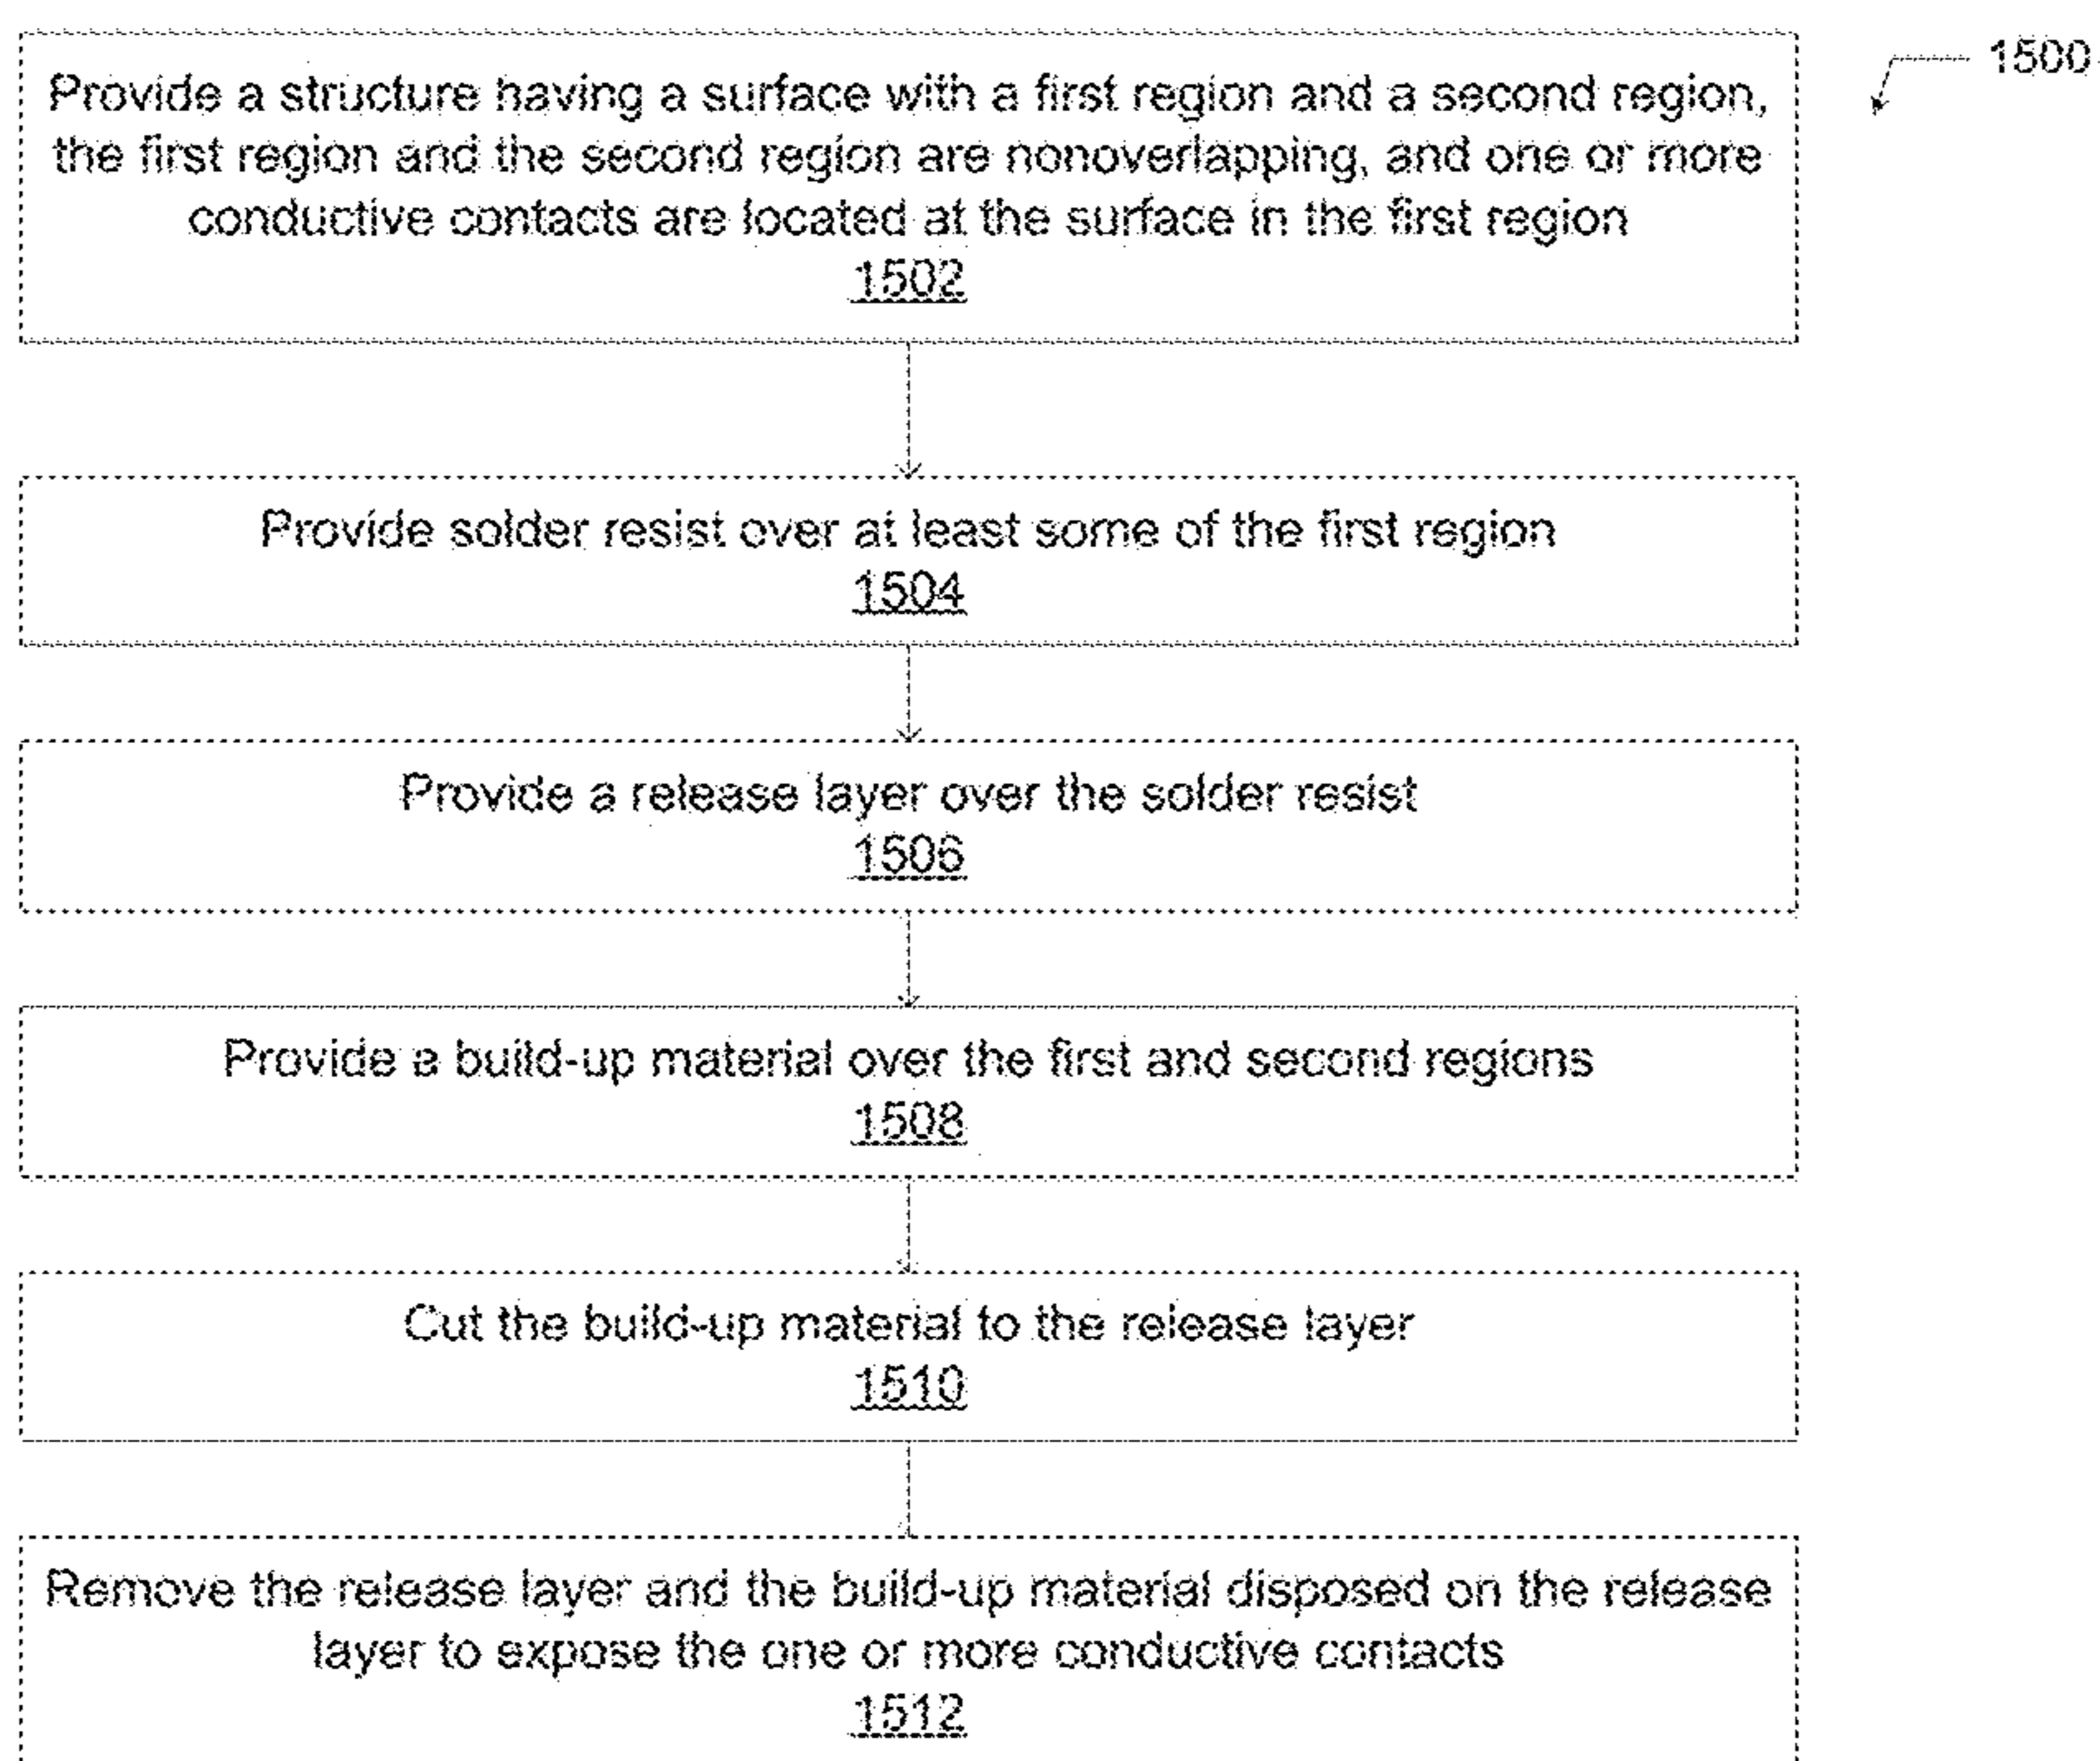 1500
Provide a structure having a surface with a first region and a second region,
the first region and the second region are nonoverlapping, and one or more
conductive contacts are located at the surface in the first region
1502
Provide solder resist over at least some of the first region
1504
Provide a release layer over the solder resist
1506
Provide a build-up material over the first and second regions
1508
Cut the build-up material to the release layer
1510
Remove the release layer and the build-up material disposed on the release
layer to expose the one or more conductive contacts
1512